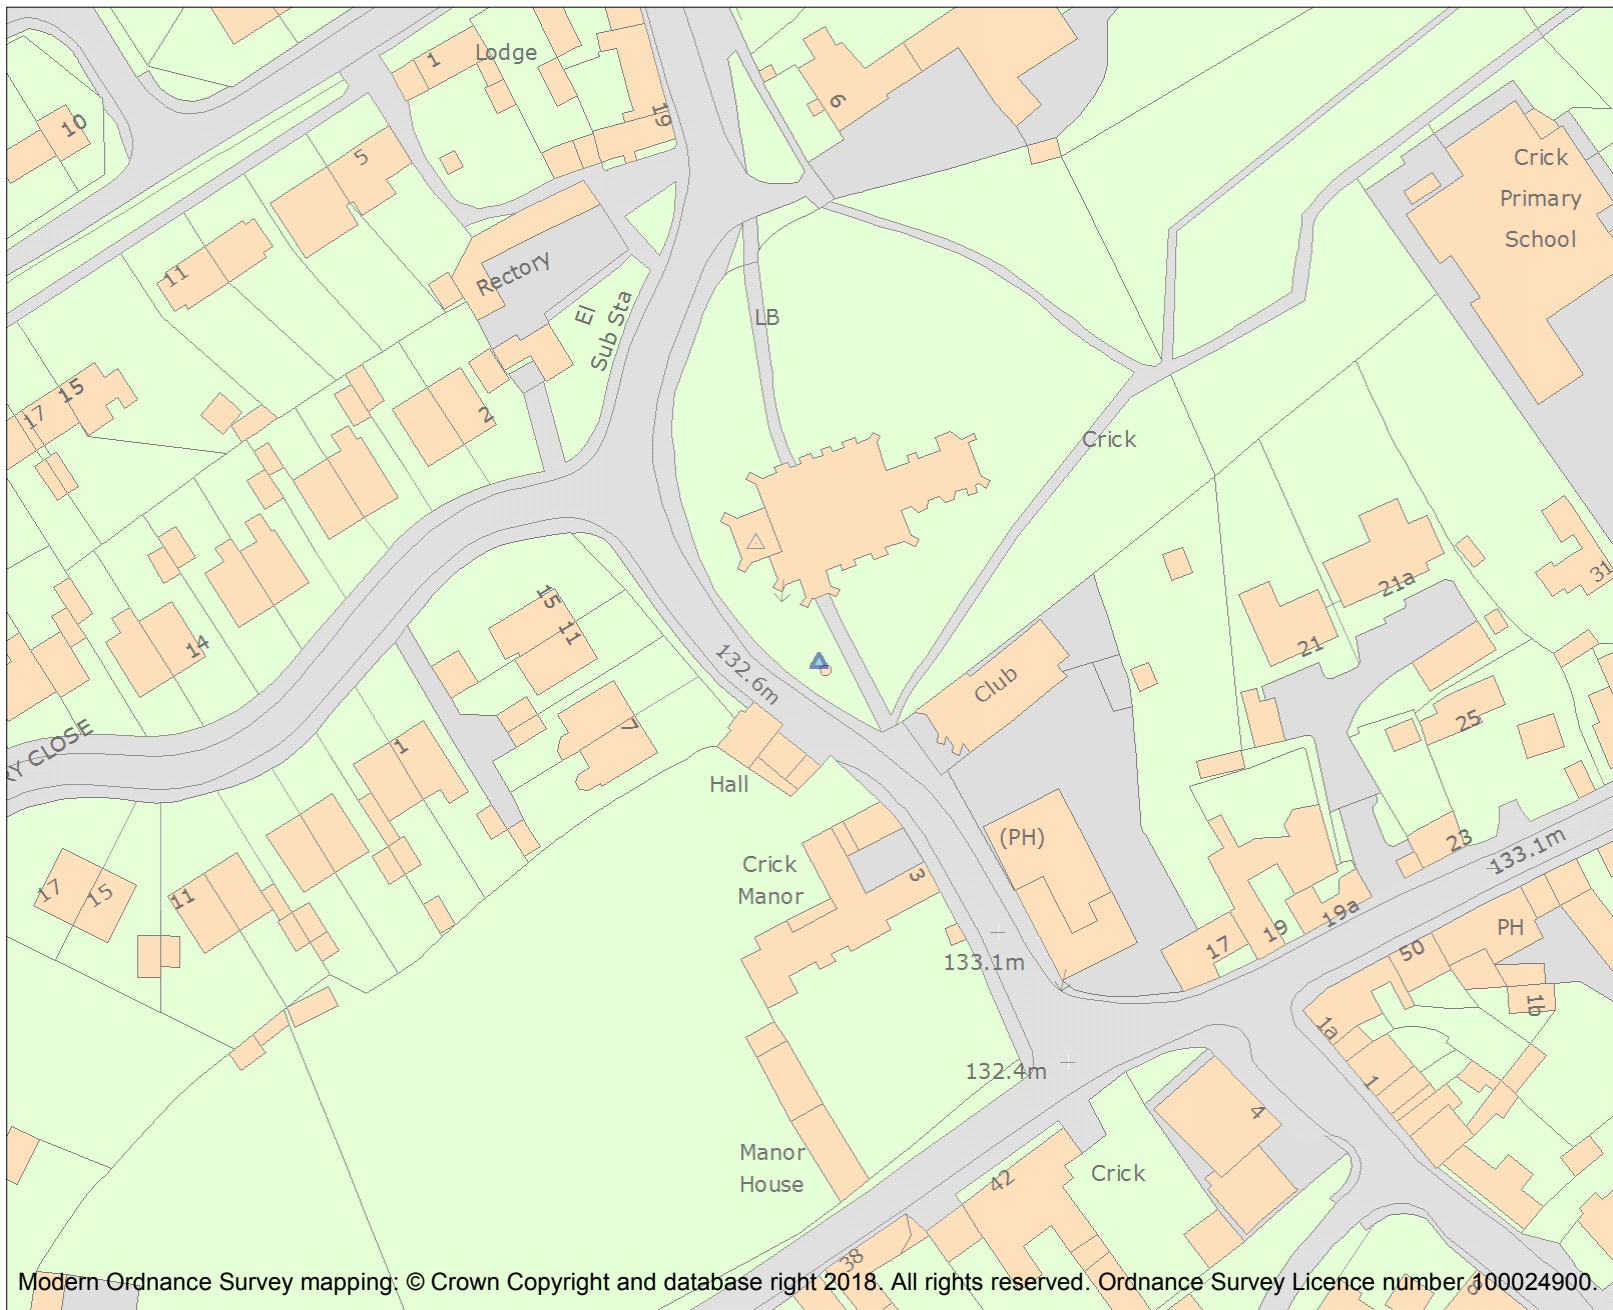 1
Lodge
10
19
6
5
Crick
Primary
School
11
Rectory
El
Sub Sta
LB
17
15
2
Crick
14
15
11
132.6m
21a
31
21
Club
RY CLOSE
1
7
25
Hall
(PH)
23
133.1m
Crick
Manor
3
17
15
11
19a
19
17
PH
50
133.1m
1b
1a
132.4m
1
4
Manor
House
42
Crick
38
8
Modern Ordnance Survey mapping: © Crown Copyright and database right 2018. All rights reserved. Ordnance Survey Licence number 100024900.